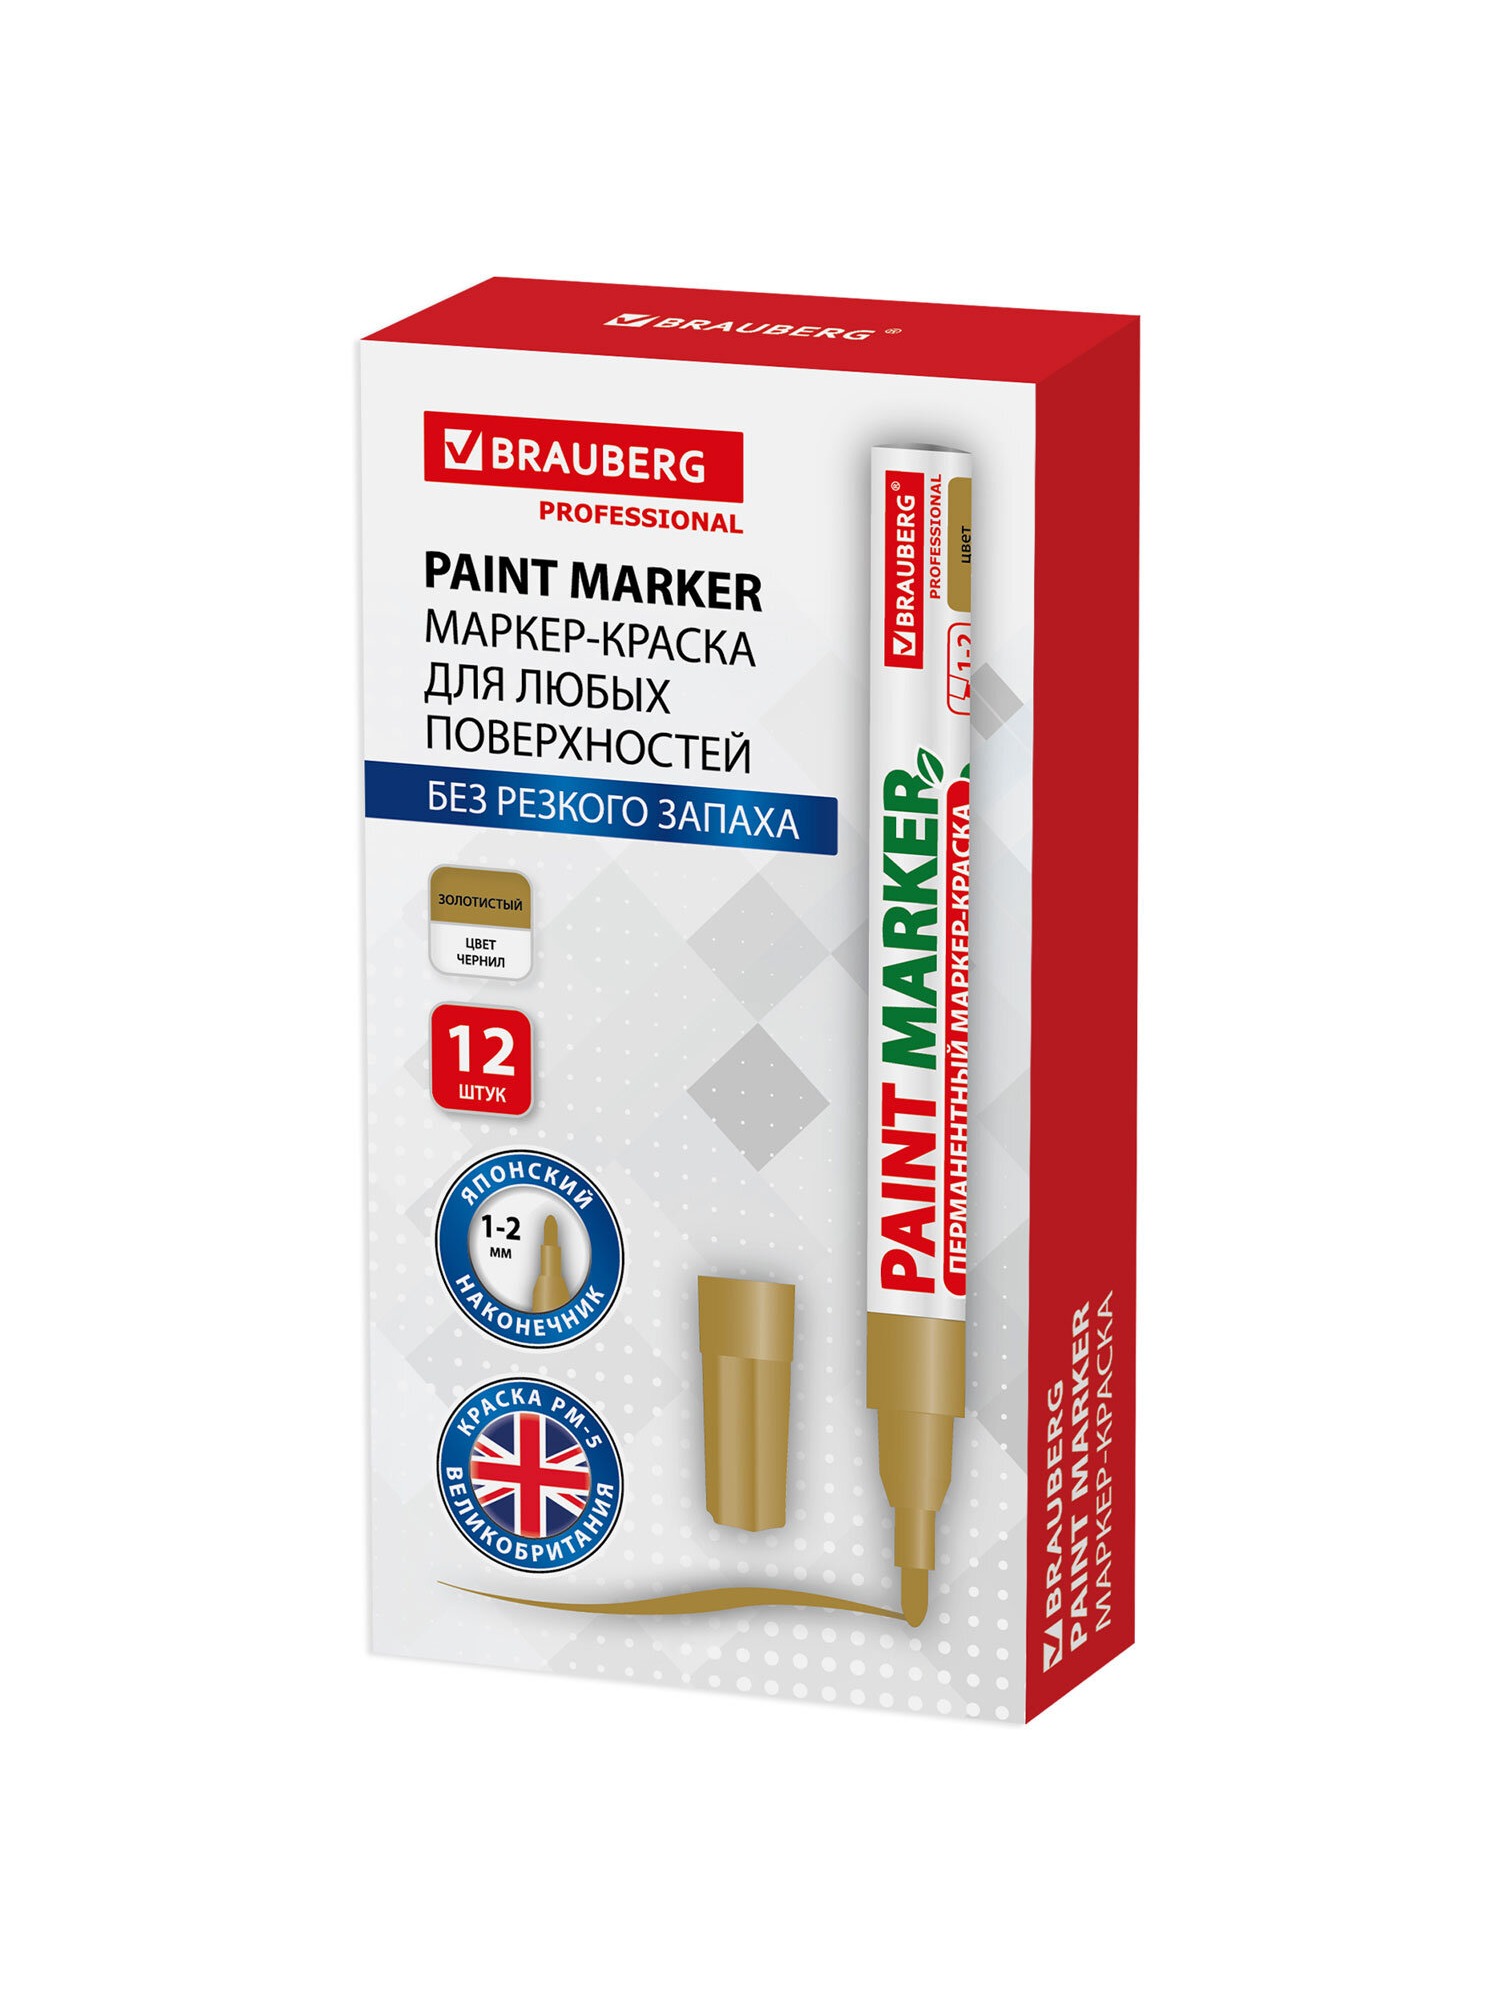 BRAUBERG ®
BRAUBERG
PROFESSIONAL
PAINT MARKER
МАРКЕР-КРАСКА
ДЛЯ ЛЮБЫХ
ПОВЕРХНОСТЕЙ
БЕЗ РЕЗКОГО ЗАПАХА
ЗОЛОТИСТЫЙ
ЦВЕТ
ЧЕРНИЛ
12
ШТУК
ЯПОНСКИЙ
1-2
мм
НАКОНЕЧНИК
КРАСКА PM-5
ВЕЛИКОБРИТАНИЯ
BRAUBERG®
PROFESSIONAL
цвет
1-2
PAINT MARKER
ПЕРМАНЕНТНЫЙ МАРКЕР-КРАСКА
BRAUBERG
PAINT MARKER
МАРКЕР-КРАСКА